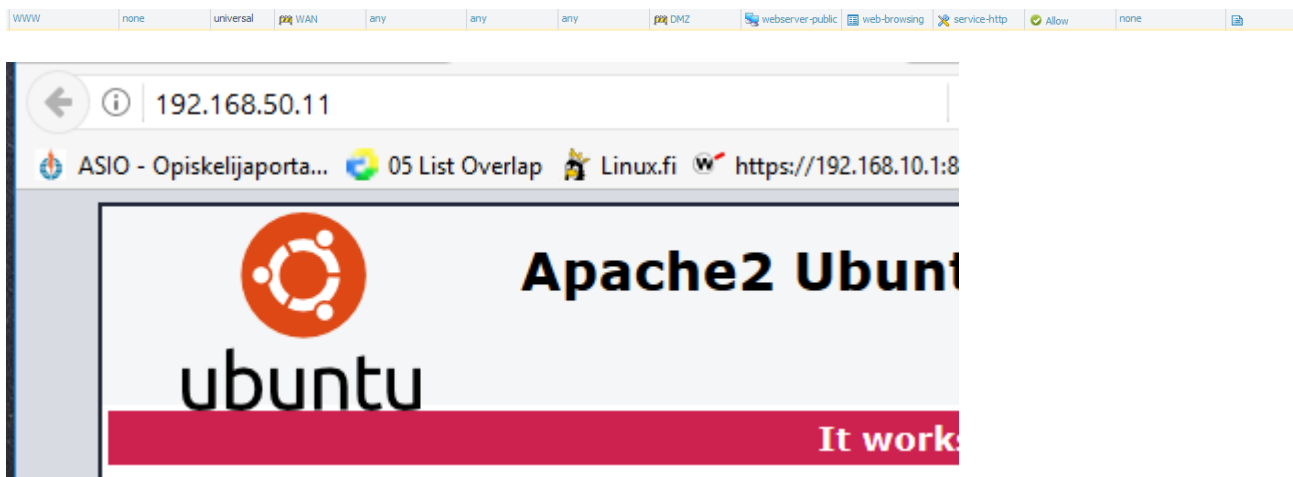 WWW none universal WAN any any any DMZ webserver-public web-browsing service-http Allow none
192.168.50.11
ASIO - Opiskelijaporta... 05 List Overlap Linux.fi https://192.168.10.1:8
Apache2 Ubunt
ubuntu
It works